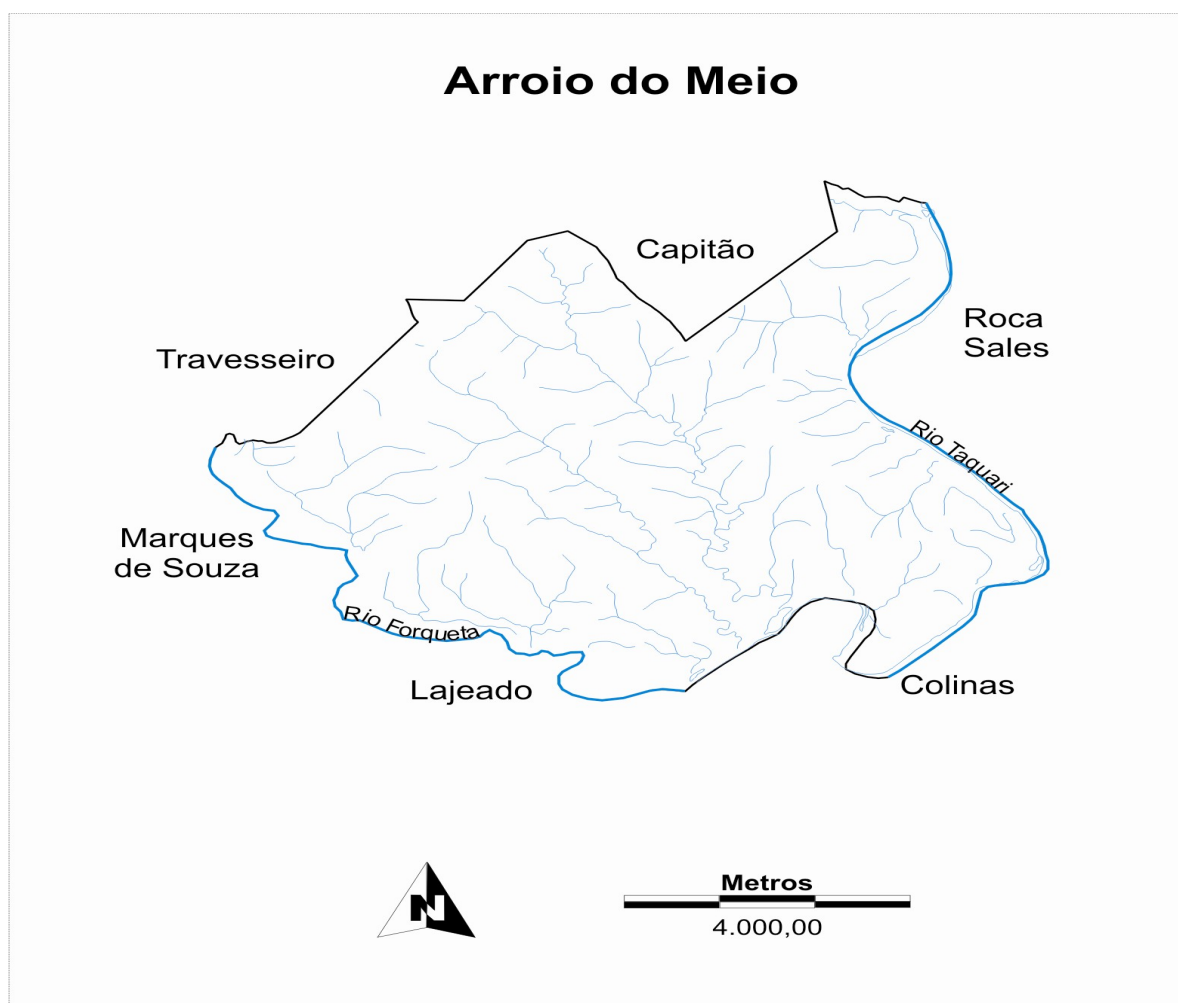 Arroio do Meio
Capitão
Roca
Sales
Travesseiro
Rio Taquari
Marques
de Souza
Rio Forqueta
Lajeado
Colinas
N
Metros
4.000,00